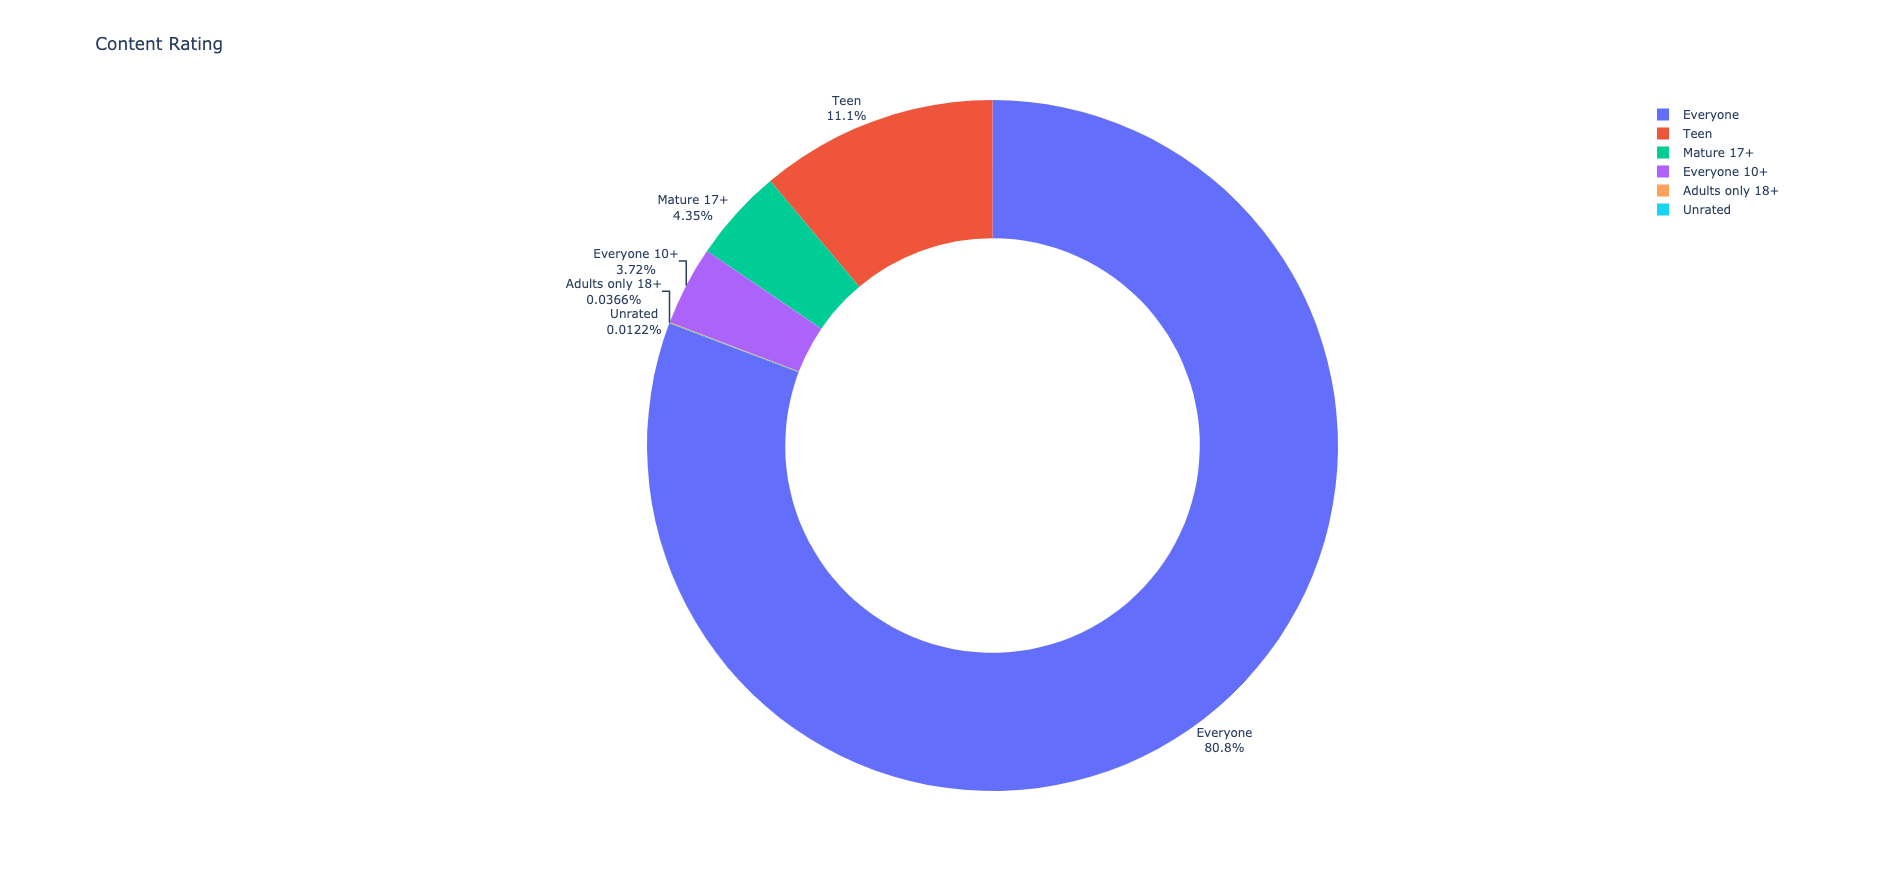 Content Rating
Teen
11.1%
Mature 17+
4.35%
Everyone 10+
3.72%
Adults only 18+
0.0366%
Unrated
0.0122%
Everyone
80.8%
Everyone
Teen
Mature 17+
Everyone 10+
Adults only 18+
Unrated